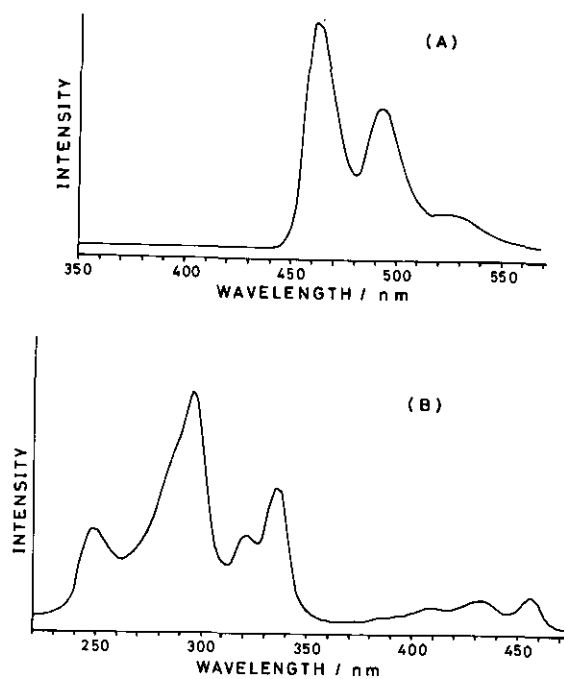 (A)
INTENSITY
350 400 450 500 550
WAVELENGTH / nm
(B)
INTENSITY
250 300 350 400 450
WAVELENGTH / nm